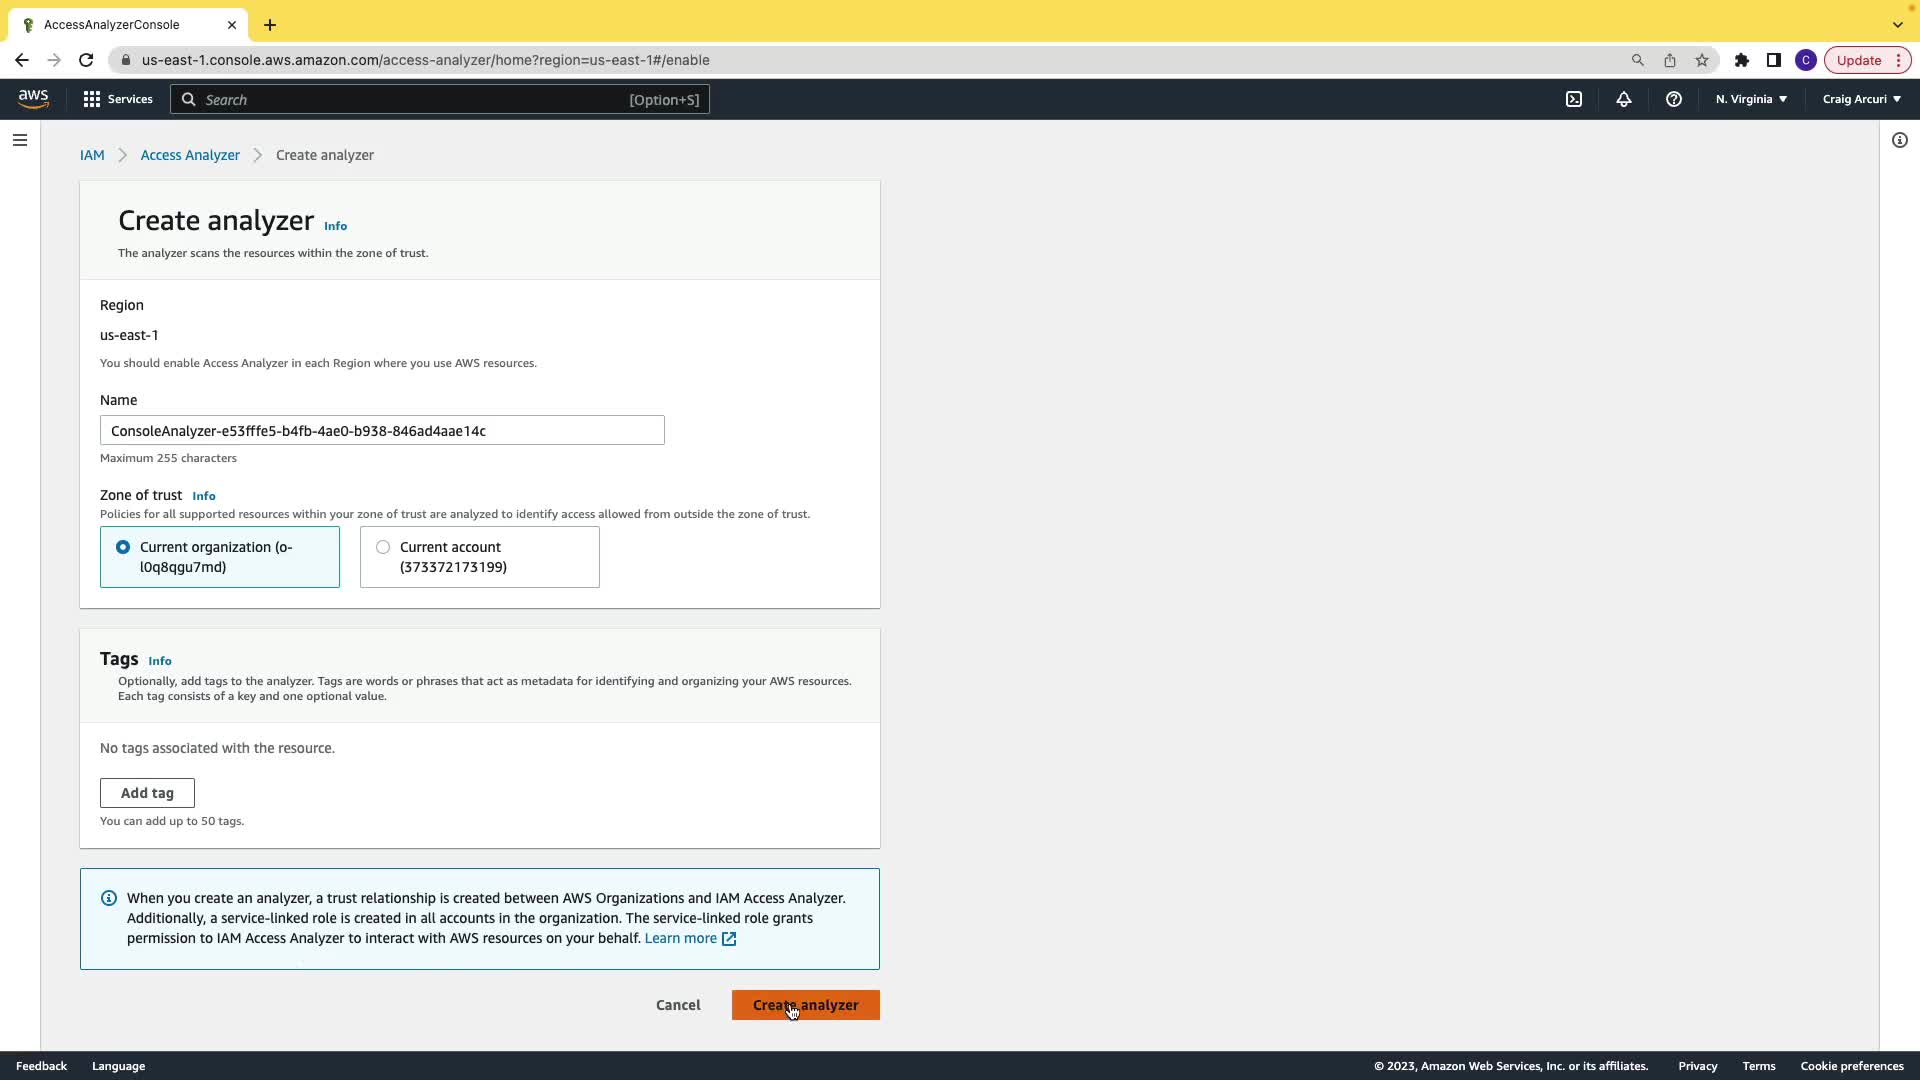 AccessAnalyzerConsole
us-east-1.console.aws.amazon.com/access-analyzer/home?region=us-east-1#/enable
C
Update
aws
Services
Search
[Option+S]
N. Virginia
Craig Arcuri
IAM
Access Analyzer
Create analyzer
Create analyzer Info
The analyzer scans the resources within the zone of trust.
Region
us-east-1
You should enable Access Analyzer in each Region where you use AWS resources.
Name
ConsoleAnalyzer-e53fffe5-b4fb-4ae0-b938-846ad4aae14c
Maximum 255 characters
Zone of trust Info
Policies for all supported resources within your zone of trust are analyzed to identify access allowed from outside the zone of trust.
Current organization (o-
l0q8qgu7md)
Current account
(373372173199)
Tags Info
Optionally, add tags to the analyzer. Tags are words or phrases that act as metadata for identifying and organizing your AWS resources.
Each tag consists of a key and one optional value.
No tags associated with the resource.
Add tag
You can add up to 50 tags.
When you create an analyzer, a trust relationship is created between AWS Organizations and IAM Access Analyzer.
Additionally, a service-linked role is created in all accounts in the organization. The service-linked role grants
permission to IAM Access Analyzer to interact with AWS resources on your behalf. Learn more
Cancel
Create analyzer
Feedback
Language
© 2023, Amazon Web Services, Inc. or its affiliates.
Privacy
Terms
Cookie preferences